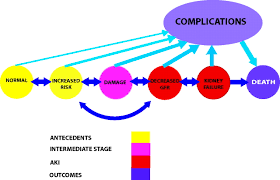 COMPLICATIONS
NORMAL
INCREASED
RISK
DAMAGE
DECREASED
GFR
KIDNEY
FAILURE
DEATH
ANTECEDENTS
INTERMEDIATE STAGE
AKI
OUTCOMES